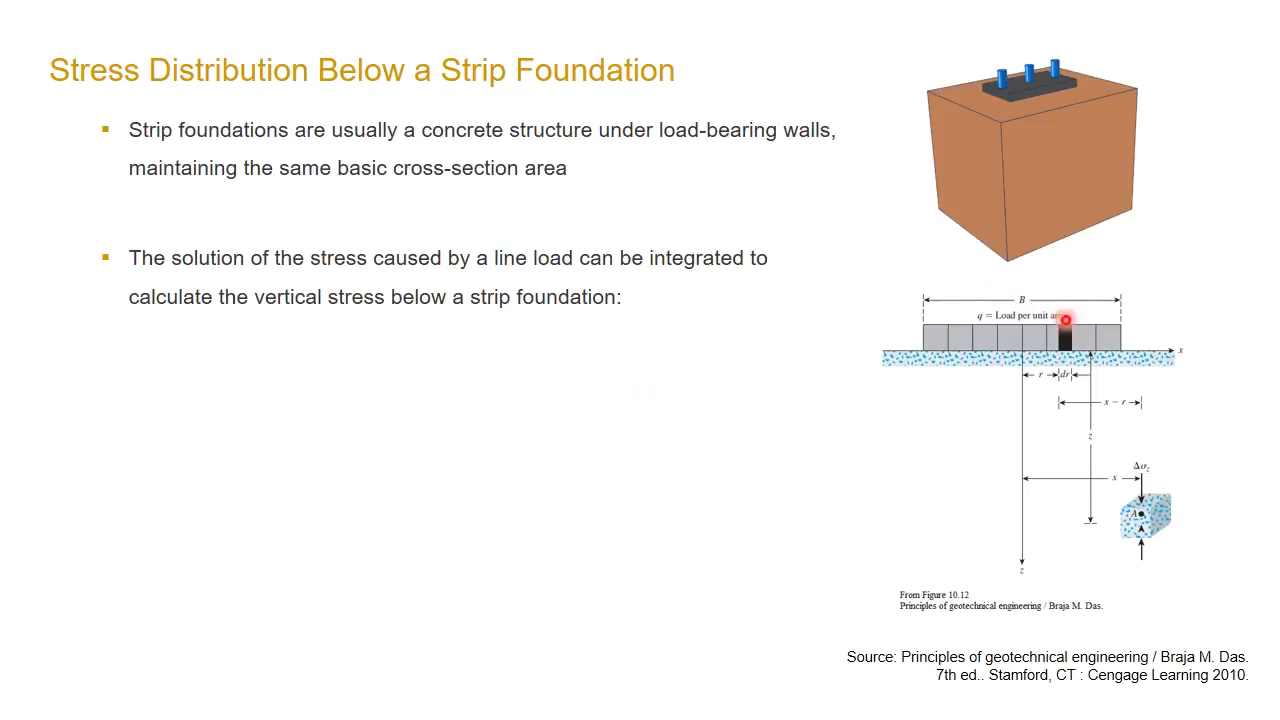 Stress Distribution Below a Strip Foundation
▪ Strip foundations are usually a concrete structure under load-bearing walls,
maintaining the same basic cross-section area
▪ The solution of the stress caused by a line load can be integrated to
calculate the vertical stress below a strip foundation:
B
q = Load per unit
x
r
dr
x − r
z
Δσz
x
A
z
From Figure 10.12
Principles of geotechnical engineering / Braja M. Das.
Source: Principles of geotechnical engineering / Braja M. Das.
7th ed.. Stamford, CT : Cengage Learning 2010.